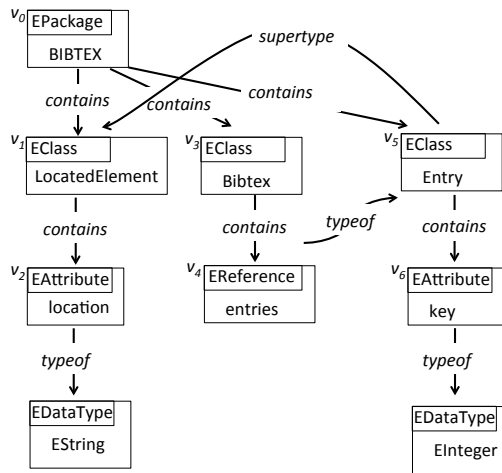 v0
EPackage
BIBTEX
supertype
contains
contains
contains
v1
EClass
LocatedElement
v3
EClass
Bibtex
v5
EClass
Entry
contains
contains
typeof
contains
v2
EAttribute
location
v4
EReference
entries
v6
EAttribute
key
typeof
typeof
EDataType
EString
EDataType
EInteger